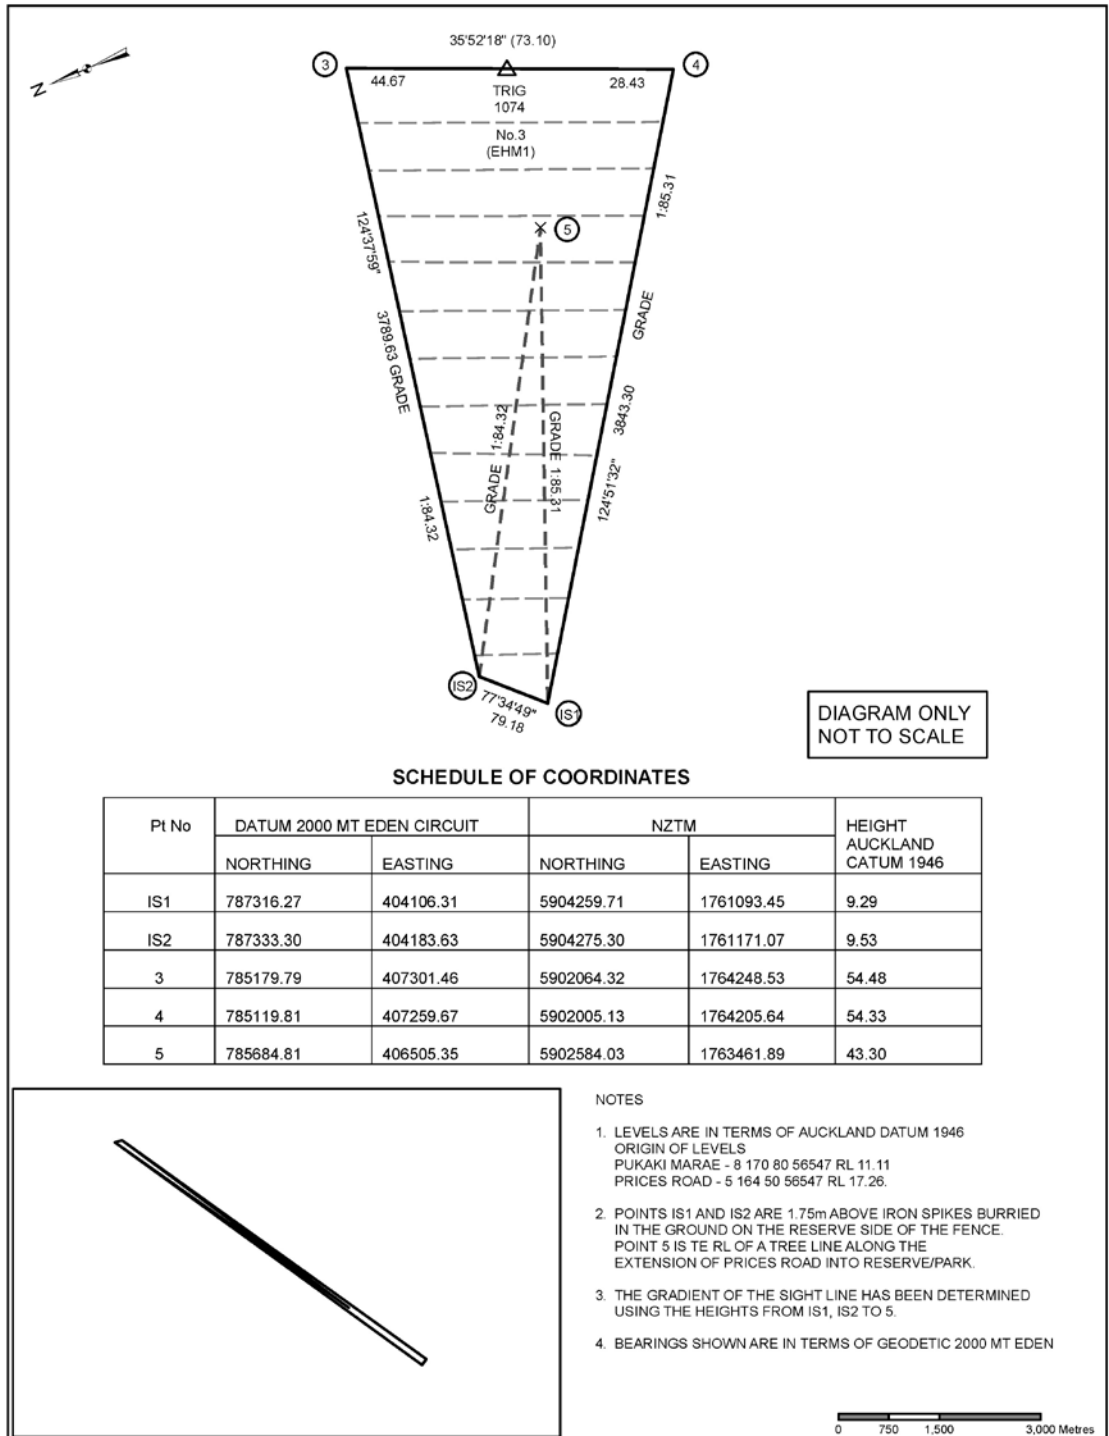 N
35°52'18" (73.10)
3
4
44.67
28.43
TRIG
1074
No.3
(EHM1)
5
124°37'59"
3789.63 GRADE
1:84.32
1:85.31
GRADE
3843.30
124°51'32"
GRADE 1:84.32
GRADE 1:85.31
IS2
IS1
77°34'49"
79.18
DIAGRAM ONLY
NOT TO SCALE
SCHEDULE OF COORDINATES
Pt No DATUM 2000 MT EDEN CIRCUIT NZTM HEIGHT
AUCKLAND
CATUM 1946
NORTHING EASTING NORTHING EASTING
IS1 787316.27 404106.31 5904259.71 1761093.45 9.29
IS2 787333.30 404183.63 5904275.30 1761171.07 9.53
3 785179.79 407301.46 5902064.32 1764248.53 54.48
4 785119.81 407259.67 5902005.13 1764205.64 54.33
5 785684.81 406505.35 5902584.03 1763461.89 43.30
NOTES
1. LEVELS ARE IN TERMS OF AUCKLAND DATUM 1946
ORIGIN OF LEVELS
PUKAKI MARAE - 8 170 80 56547 RL 11.11
PRICES ROAD - 5 164 50 56547 RL 17.26.
2. POINTS IS1 AND IS2 ARE 1.75m ABOVE IRON SPIKES BURRIED
IN THE GROUND ON THE RESERVE SIDE OF THE FENCE.
POINT 5 IS TE RL OF A TREE LINE ALONG THE
EXTENSION OF PRICES ROAD INTO RESERVE/PARK.
3. THE GRADIENT OF THE SIGHT LINE HAS BEEN DETERMINED
USING THE HEIGHTS FROM IS1, IS2 TO 5.
4. BEARINGS SHOWN ARE IN TERMS OF GEODETIC 2000 MT EDEN
0 750 1,500 3,000 Metres